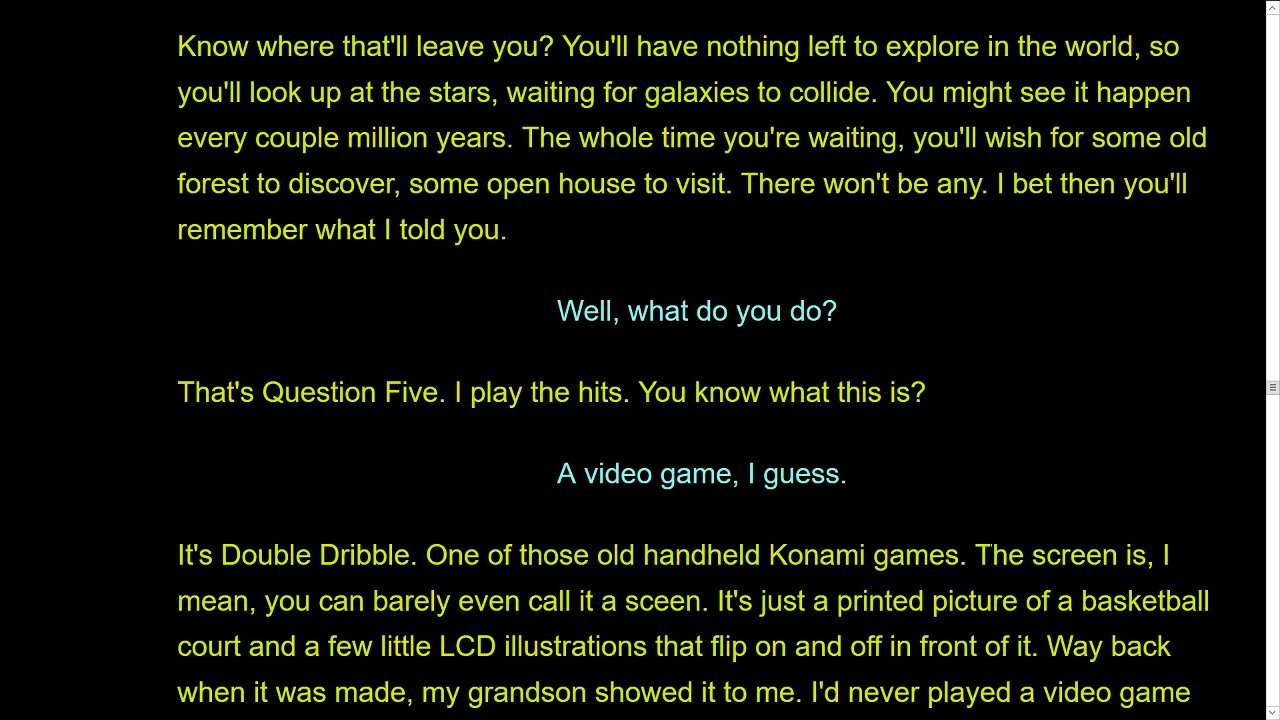 Know where that'll leave you? You'll have nothing left to explore in the world, so
you'll look up at the stars, waiting for galaxies to collide. You might see it happen
every couple million years. The whole time you're waiting, you'll wish for some old
forest to discover, some open house to visit. There won't be any. I bet then you'll
remember what I told you.
Well, what do you do?
That's Question Five. I play the hits. You know what this is?
A video game, I guess.
It's Double Dribble. One of those old handheld Konami games. The screen is, I
mean, you can barely even call it a sceen. It's just a printed picture of a basketball
court and a few little LCD illustrations that flip on and off in front of it. Way back
when it was made, my grandson showed it to me. I'd never played a video game